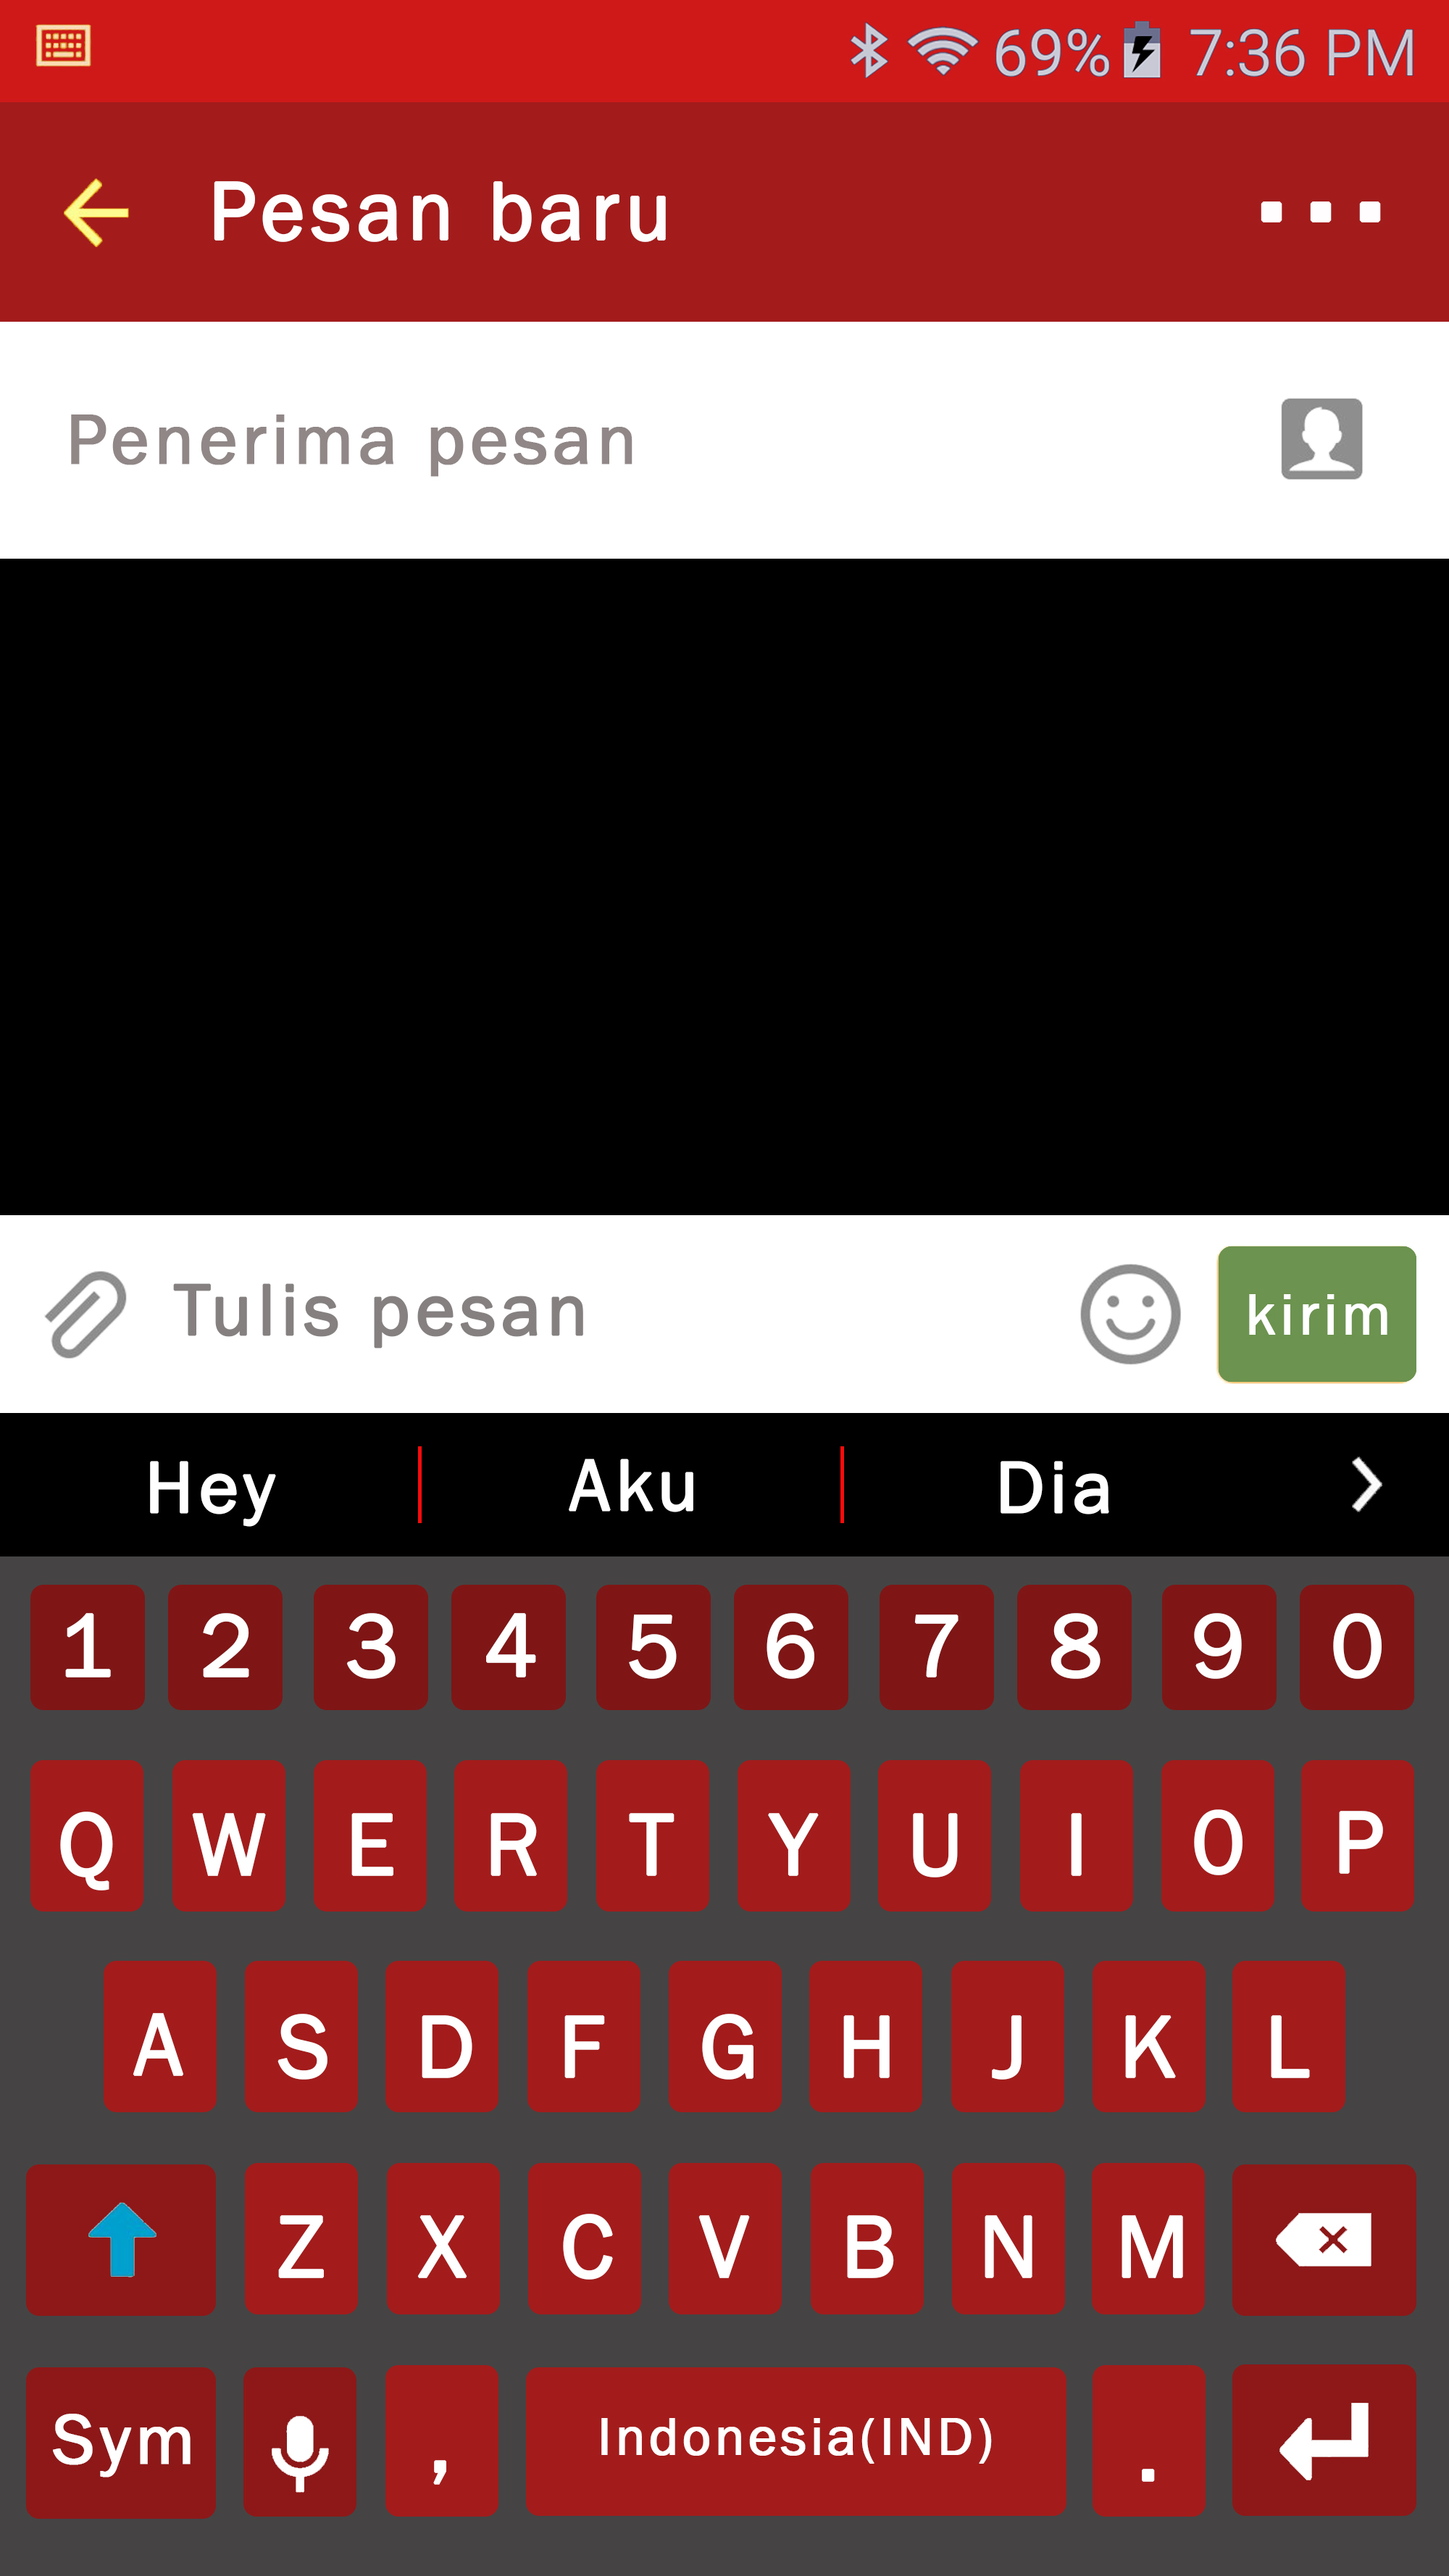 69% 7:36 PM
Pesan baru
Penerima pesan
Tulis pesan kirim
Hey Aku Dia
1 2 3 4 5 6 7 8 9 0
Q W E R T Y U I O P
A S D F G H J K L
Z X C V B N M
Sym , Indonesia(IND) .